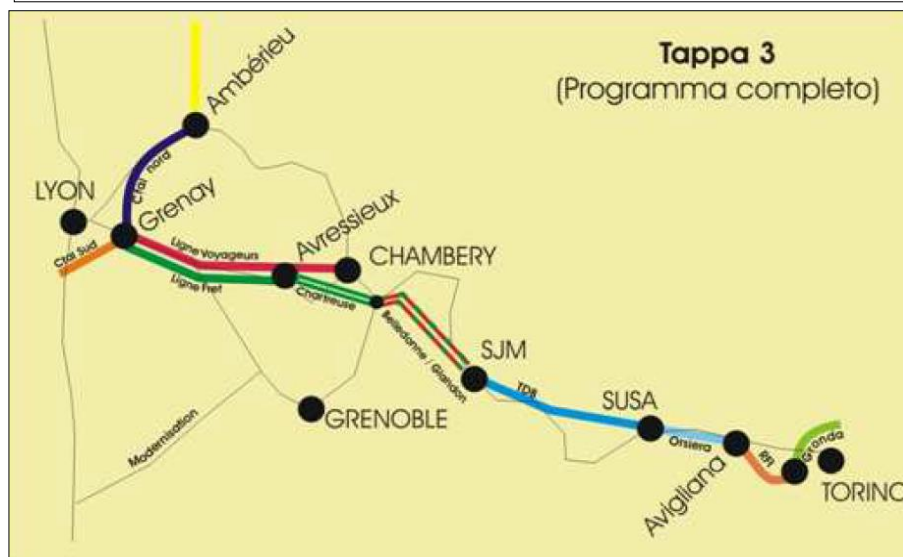 Tappa 3
(Programma completo)
Ambérieu
Ctal nord
LYON
Grenay
Ctal Sud
Ligne Voyageurs
Ligne Fret
Avressieux
CHAMBERY
Chartreuse
Belledonne / Glandon
SJM
GRENOBLE
Modernisation
TDB
SUSA
Orsiera
Avigliana
RFI
Gronda
TORINO